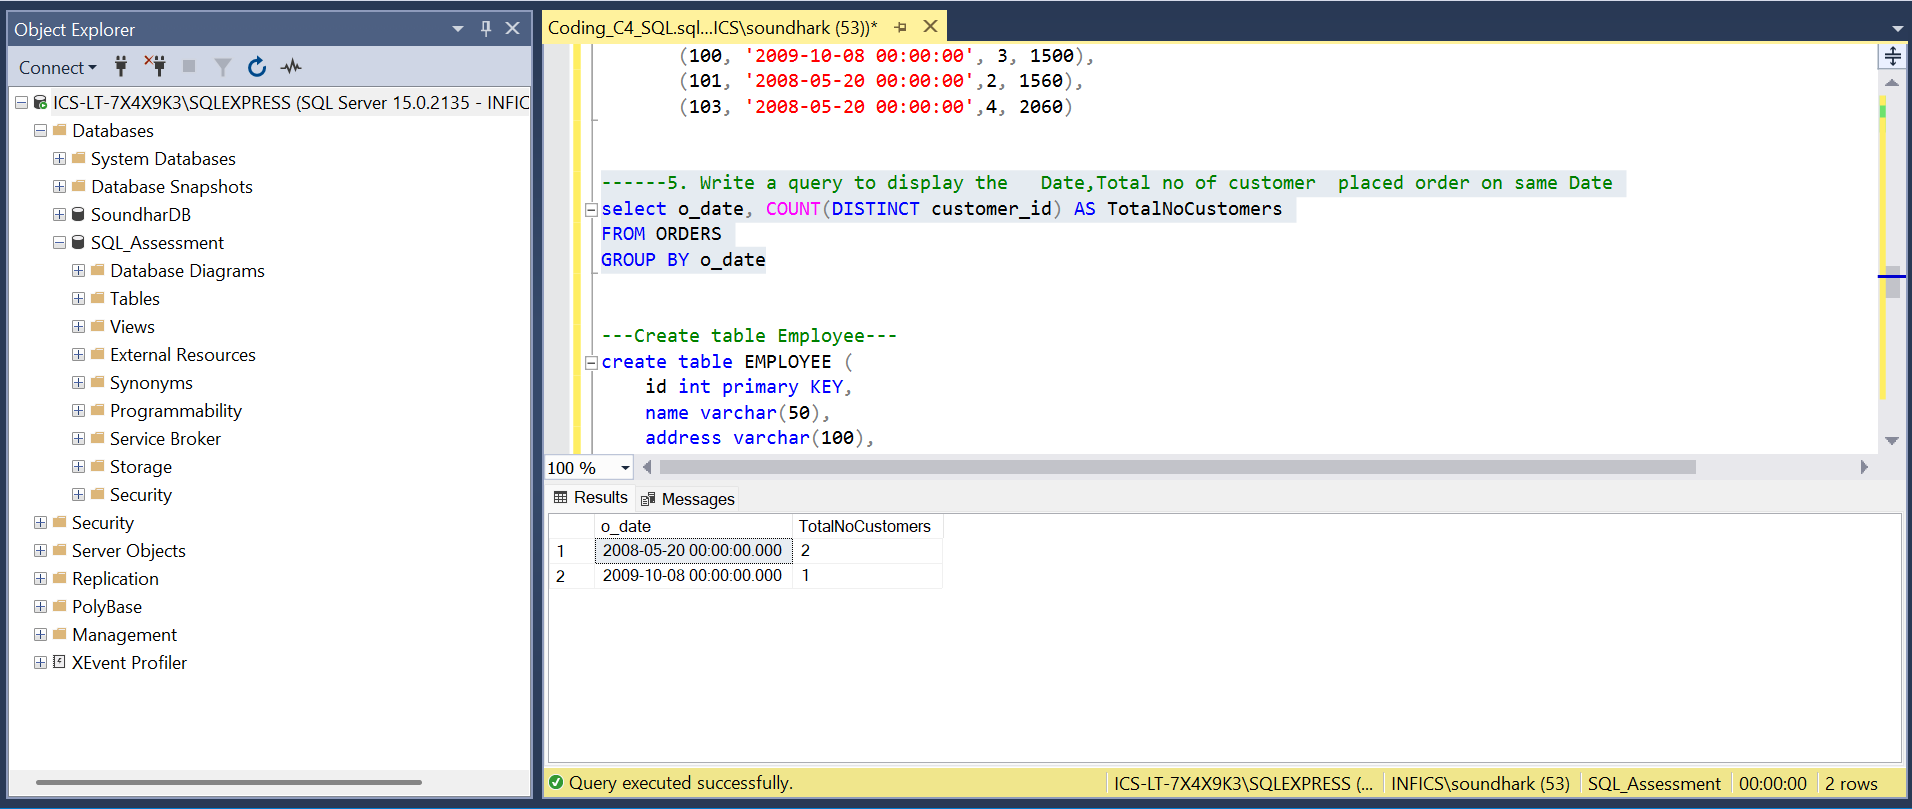 Object Explorer
Connect
ICS-LT-7X4X9K3\SQLEXPRESS (SQL Server 15.0.2135 - INFIC
Databases
System Databases
Database Snapshots
SoundharDB
SQL_Assessment
Database Diagrams
Tables
Views
External Resources
Synonyms
Programmability
Service Broker
Storage
Security
Security
Server Objects
Replication
PolyBase
Management
XEvent Profiler
Coding_C4_SQL.sql...ICS\soundhark (53))*
(100, '2009-10-08 00:00:00', 3, 1500),
(101, '2008-05-20 00:00:00',2, 1560),
(103, '2008-05-20 00:00:00',4, 2060)
------5. Write a query to display the   Date,Total no of customer  placed order on same Date
select o_date, COUNT(DISTINCT customer_id) AS TotalNoCustomers
FROM ORDERS
GROUP BY o_date
---Create table Employee---
create table EMPLOYEE (
id int primary KEY,
name varchar(50),
address varchar(100),
100 %
Results Messages
o_date TotalNoCustomers
1 2008-05-20 00:00:00.000 2
2 2009-10-08 00:00:00.000 1
Query executed successfully. ICS-LT-7X4X9K3\SQLEXPRESS (... INFICS\soundhark (53) SQL_Assessment 00:00:00 2 rows